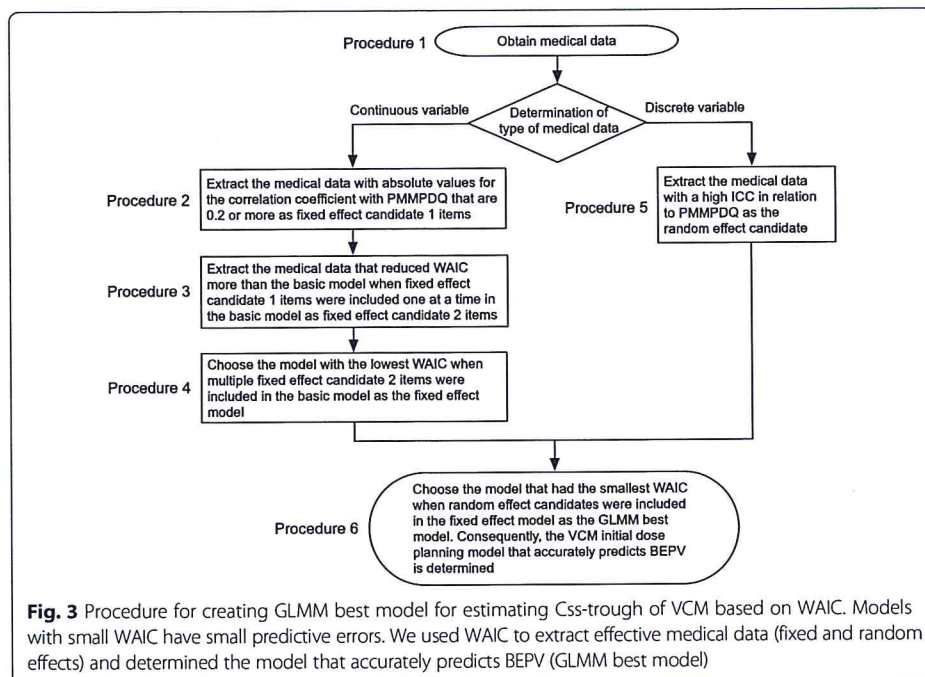 Procedure 1
Obtain medical data
Continuous variable
Determination of
type of medical data
Discrete variable
Procedure 2
Extract the medical data with absolute values for
the correlation coefficient with PMMPDQ that are
0.2 or more as fixed effect candidate 1 items
Procedure 3
Extract the medical data that reduced WAIC
more than the basic model when fixed effect
candidate 1 items were included one at a time in
the basic model as fixed effect candidate 2 items
Procedure 4
Choose the model with the lowest WAIC when
multiple fixed effect candidate 2 items were
included in the basic model as the fixed effect
model
Procedure 5
Extract the medical data
with a high ICC in relation
to PMMPDQ as the
random effect candidate
Procedure 6
Choose the model that had the smallest WAIC
when random effect candidates were included
in the fixed effect model as the GLMM best
model. Consequently, the VCM initial dose
planning model that accurately predicts BEPV
is determined
Fig. 3 Procedure for creating GLMM best model for estimating Css-trough of VCM based on WAIC. Models
with small WAIC have small predictive errors. We used WAIC to extract effective medical data (fixed and random
effects) and determined the model that accurately predicts BEPV (GLMM best model)